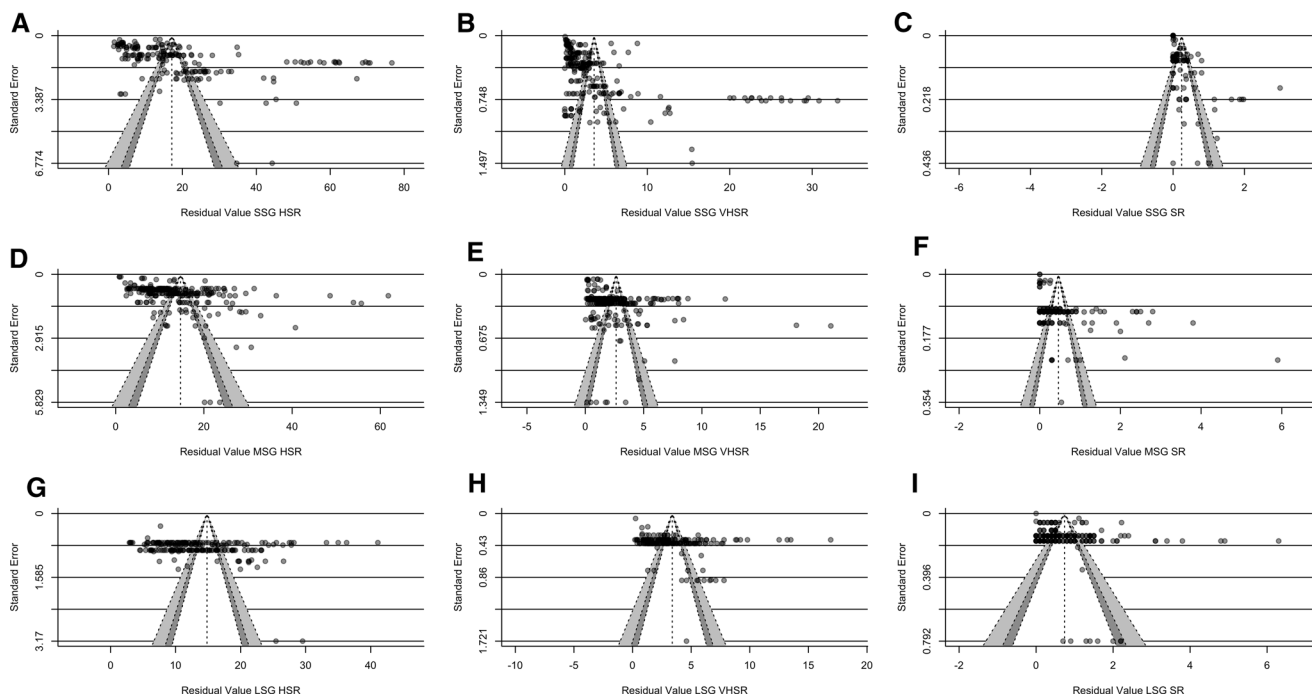 A
Standard Error
0
3.387
6.774
0 20 40 60 80
Residual Value SSG HSR
B
Standard Error
0
0.748
1.497
0 10 20 30
Residual Value SSG VHSR
C
Standard Error
0
0.218
0.436
-6 -4 -2 0 2
Residual Value SSG SR
D
Standard Error
0
2.915
5.829
0 20 40 60
Residual Value MSG HSR
E
Standard Error
0
0.675
1.349
-5 0 5 10 15 20
Residual Value MSG VHSR
F
Standard Error
0
0.177
0.354
-2 0 2 4 6
Residual Value MSG SR
G
Standard Error
0
1.585
3.17
0 10 20 30 40
Residual Value LSG HSR
H
Standard Error
0
0.43
0.86
1.721
-10 -5 0 5 10 15 20
Residual Value LSG VHSR
I
Standard Error
0
0.396
0.792
-2 0 2 4 6
Residual Value LSG SR